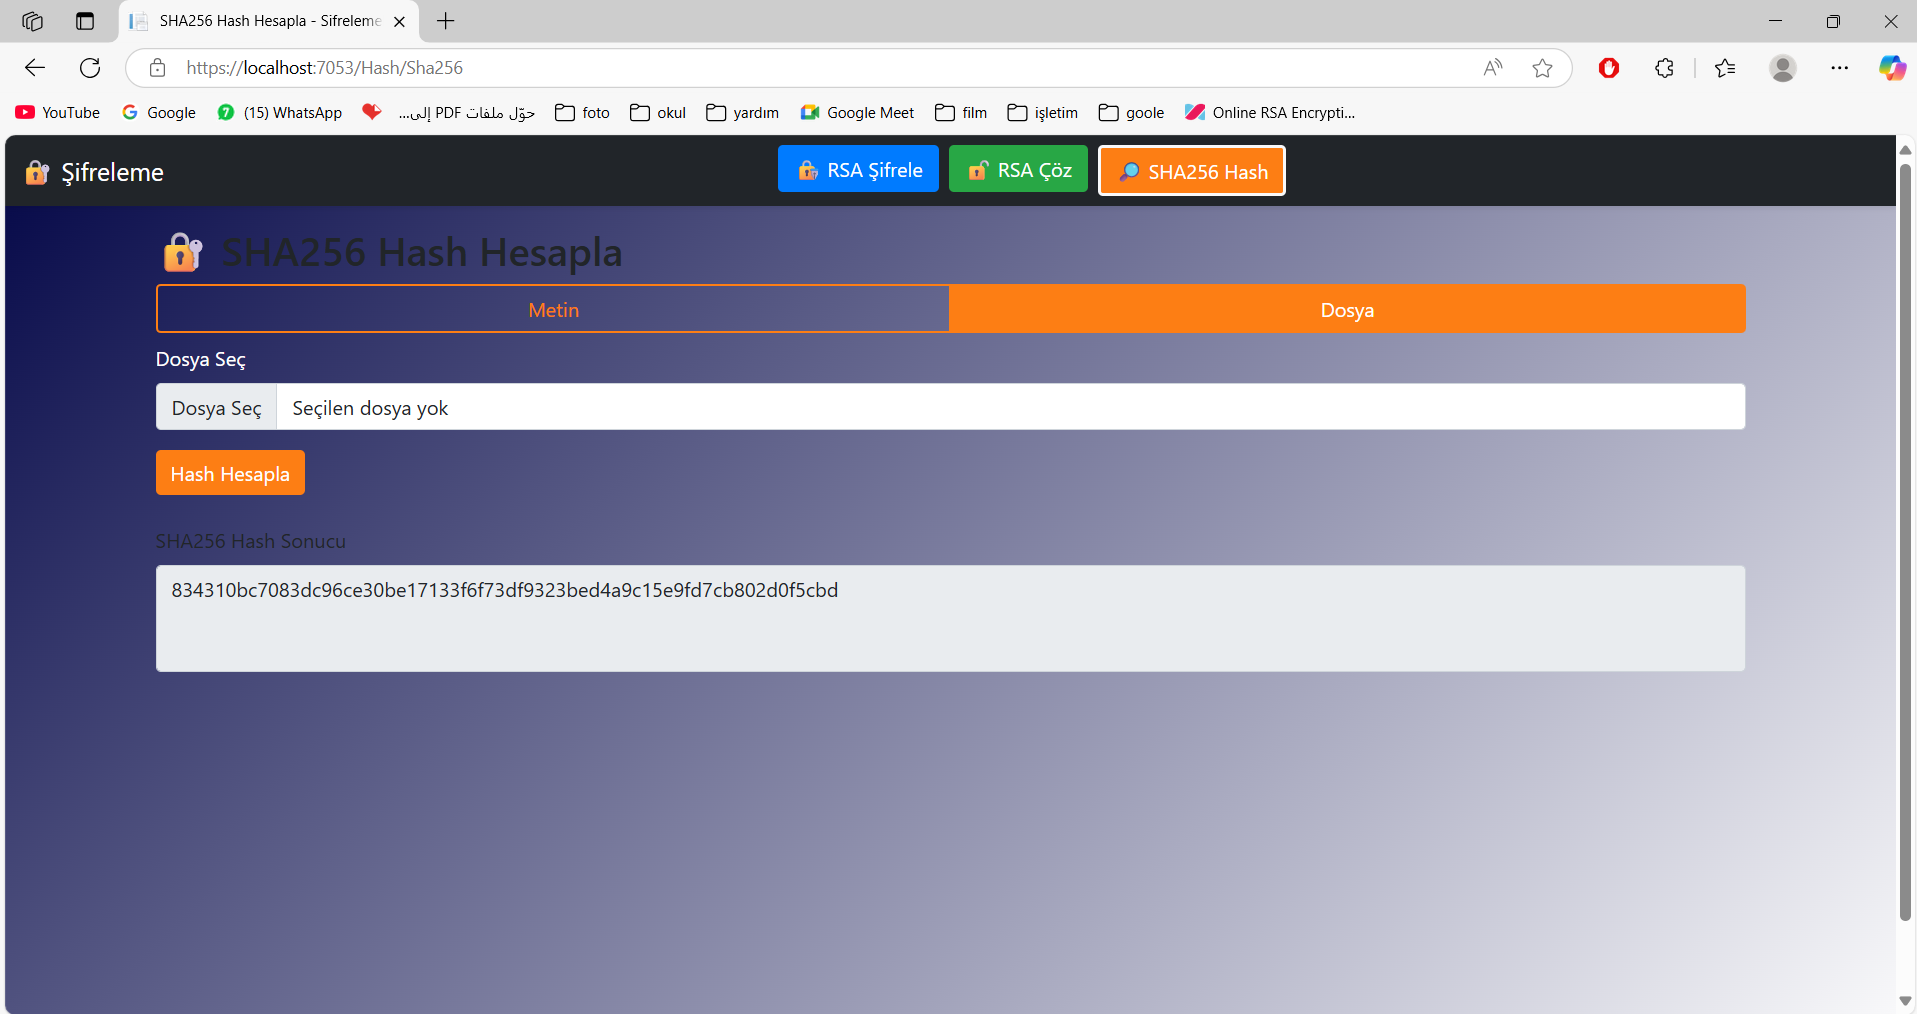 SHA256 Hash Hesapla - Sifreleme
https://localhost:7053/Hash/Sha256
YouTube
Google
(15) WhatsApp
حوّل ملفات PDF إلى...
foto
okul
yardım
Google Meet
film
işletim
goole
Online RSA Encrypti...
Şifreleme
RSA Şifrele
RSA Çöz
SHA256 Hash
SHA256 Hash Hesapla
Metin
Dosya
Dosya Seç
Dosya Seç
Seçilen dosya yok
Hash Hesapla
SHA256 Hash Sonucu
834310bc7083dc96ce30be17133f6f73df9323bed4a9c15e9fd7cb802d0f5cbd